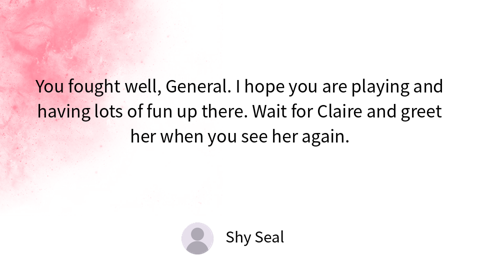 You fought well, General. I hope you are playing and
having lots of fun up there. Wait for Claire and greet
her when you see her again.
Shy Seal